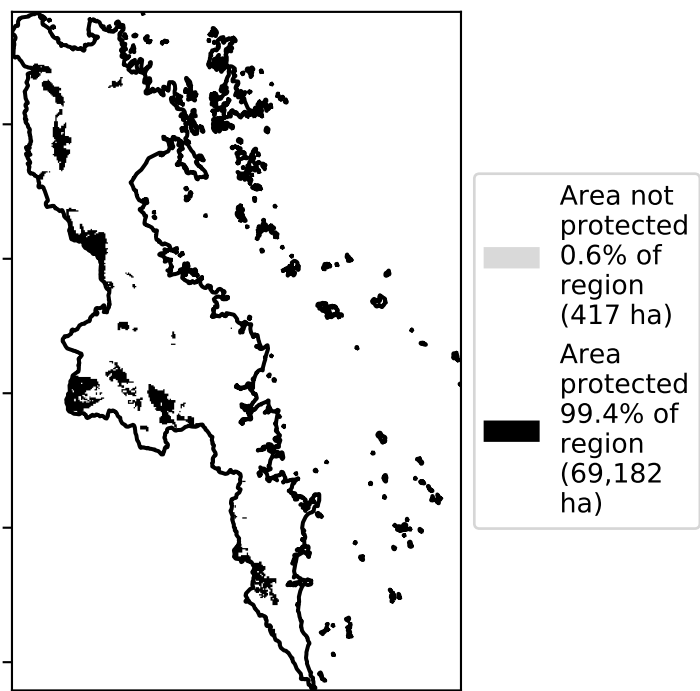 Area not
protected
0.6% of
region
(417 ha)
Area
protected
99.4% of
region
(69,182
ha)